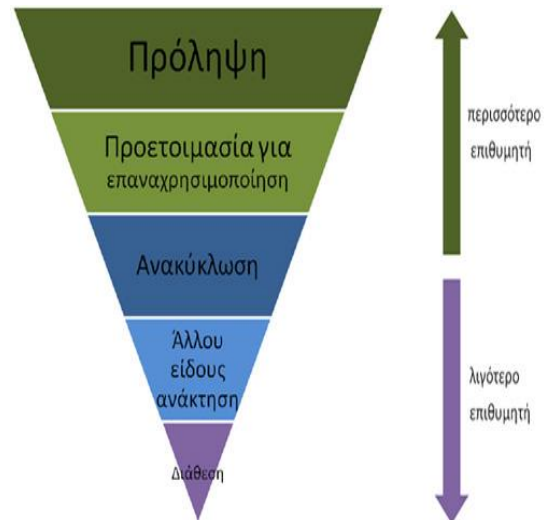 Πρόληψη
Προετοιμασία για
επαναχρησιμοποίηση
Ανακύκλωση
Άλλου
είδους
ανάκτηση
Διάθεση
περισσότερο
επιθυμητή
λιγότερο
επιθυμητή